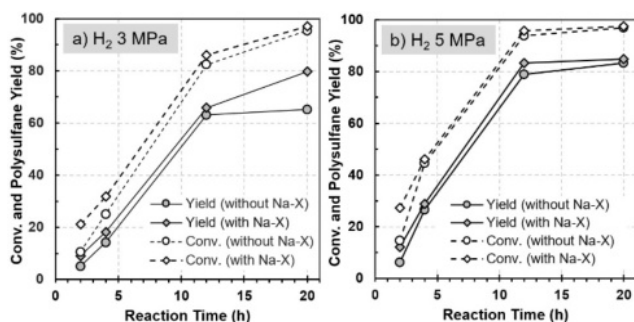 a) H₂ 3 MPa
Conv. and Polysulfane Yield (%)
100
80
60
40
20
0
Yield (without Na-X)
Yield (with Na-X)
Conv. (without Na-X)
Conv. (with Na-X)
0 5 10 15 20
Reaction Time (h)
b) H₂ 5 MPa
Conv. and Polysulfane Yield (%)
100
80
60
40
20
0
Yield (without Na-X)
Yield (with Na-X)
Conv. (without Na-X)
Conv. (with Na-X)
0 5 10 15 20
Reaction Time (h)